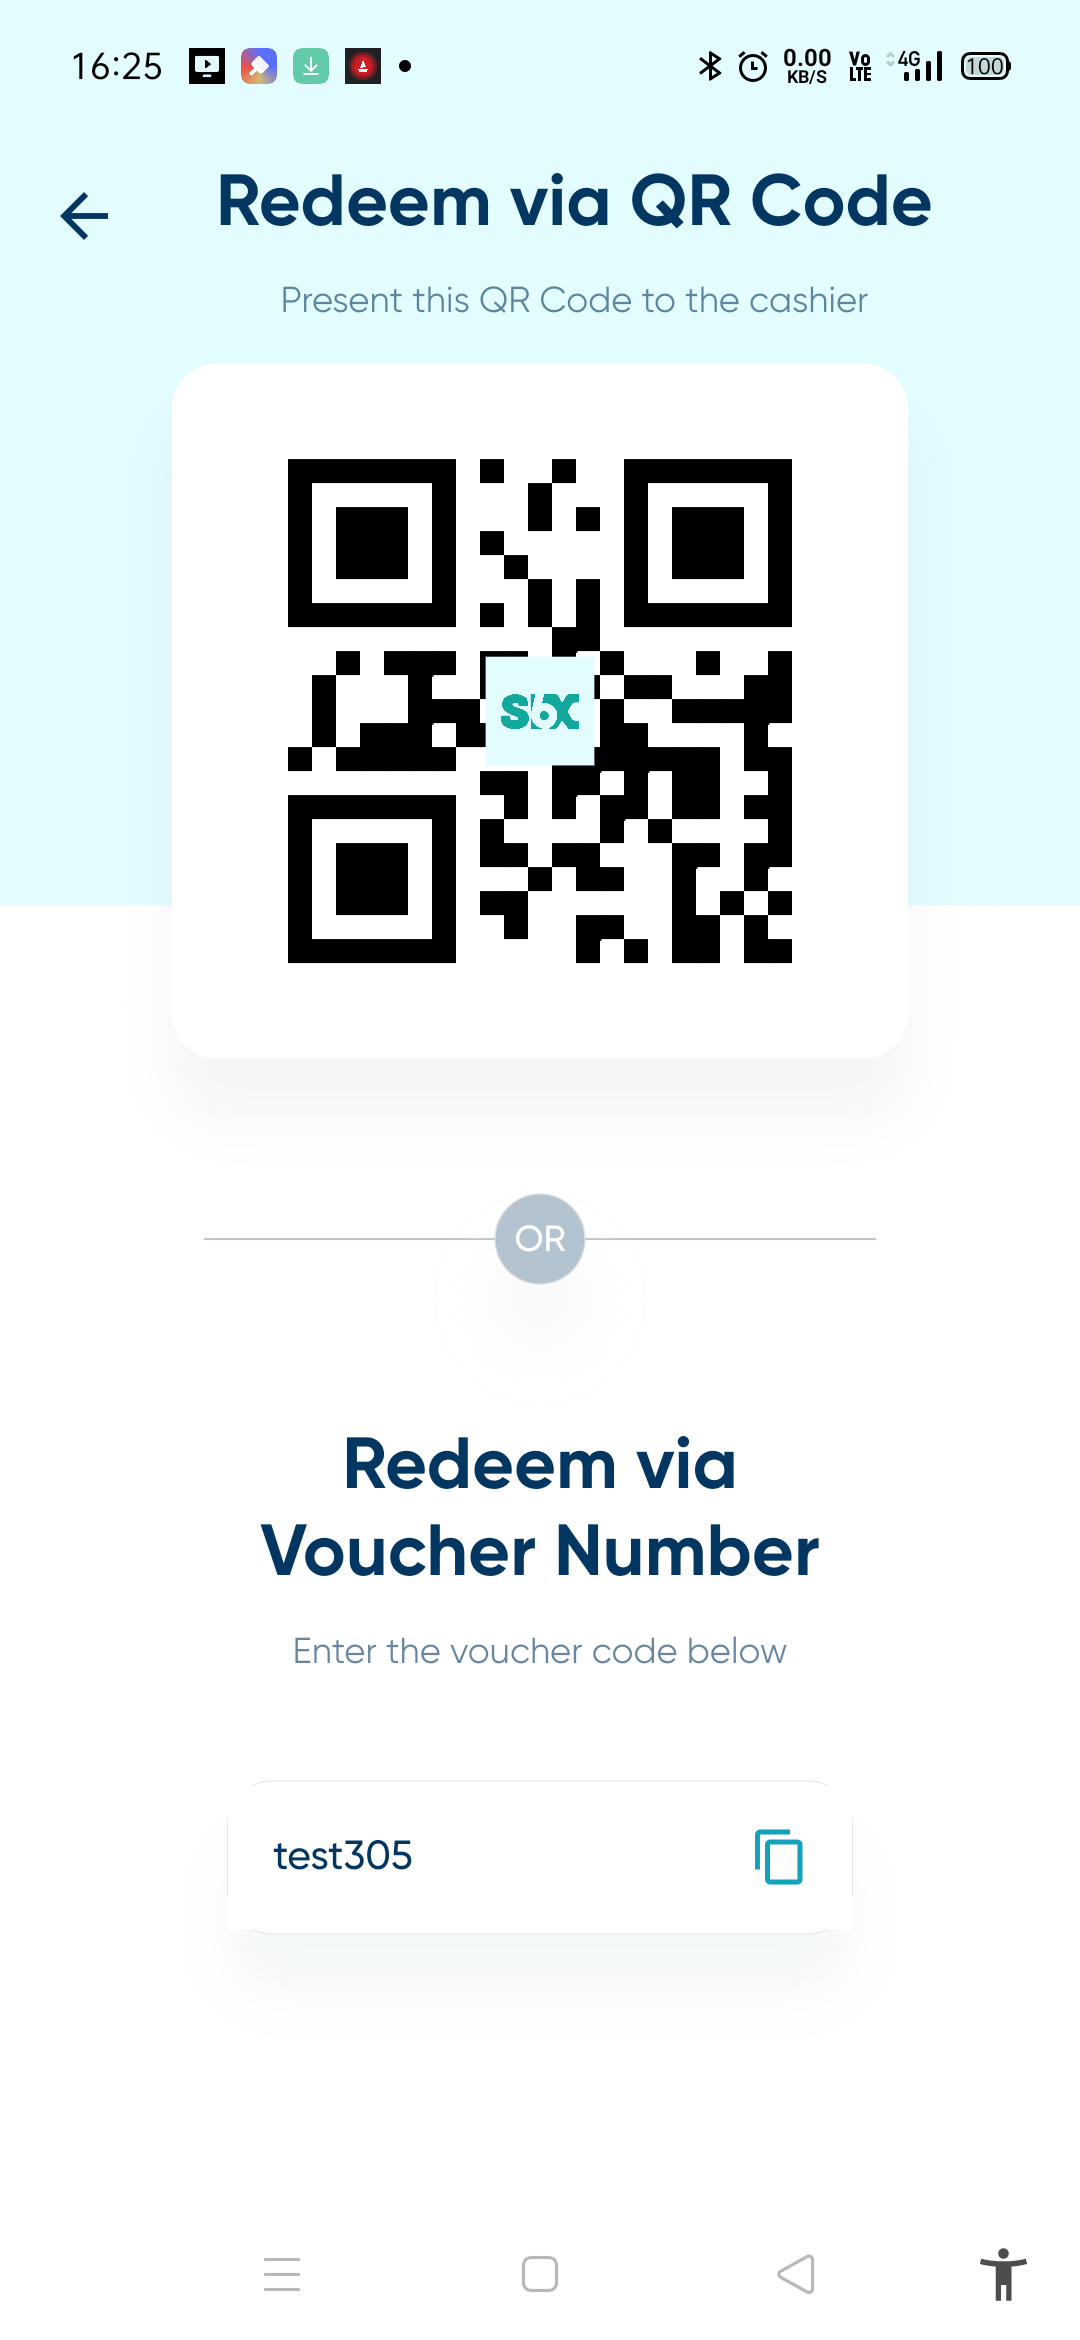 16:25
0.00
KB/S
Vo
LTE
4G
100
Redeem via QR Code
Present this QR Code to the cashier
S6X
OR
Redeem via
Voucher Number
Enter the voucher code below
test305